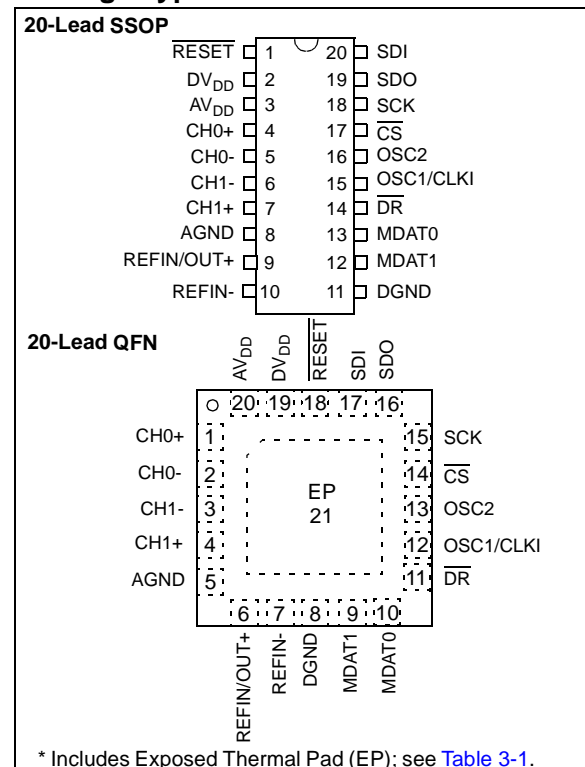 20-Lead SSOP
RESET 1 20 SDI
DVDD 2 19 SDO
AVDD 3 18 SCK
CH0+ 4 17 CS
CH0- 5 16 OSC2
CH1- 6 15 OSC1/CLKI
CH1+ 7 14 DR
AGND 8 13 MDAT0
REFIN/OUT+ 9 12 MDAT1
REFIN- 10 11 DGND
20-Lead QFN
AVDD DVDD RESET SDI SDO
20 19 18 17 16
CH0+ 1 15 SCK
CH0- 2 14 CS
CH1- 3 13 OSC2
CH1+ 4 12 OSC1/CLKI
AGND 5 11 DR
EP
21
6 7 8 9 10
REFIN/OUT+ REFIN- DGND MDAT1 MDAT0
* Includes Exposed Thermal Pad (EP); see Table 3-1.